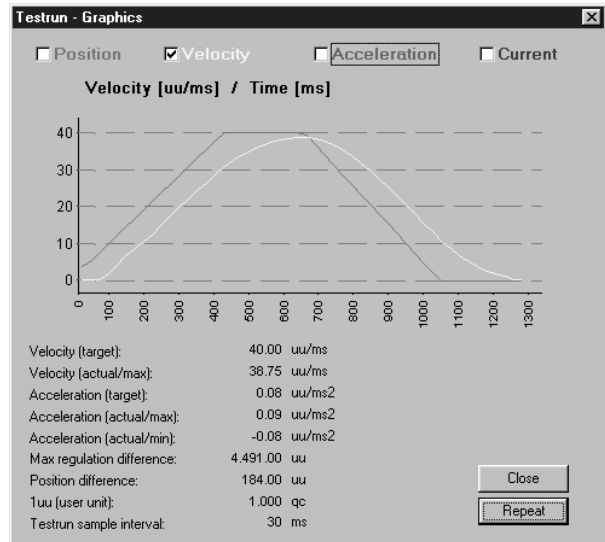 Testrun - Graphics
Position Velocity Acceleration Current
Velocity [uu/ms] / Time [ms]
40
30
20
10
0
0 100 200 300 400 500 600 700 800 900 1000 1100 1200 1300
Velocity (target): 40.00 uu/ms
Velocity (actual/max): 38.75 uu/ms
Acceleration (target): 0.08 uu/ms2
Acceleration (actual/max): 0.09 uu/ms2
Acceleration (actual/min): -0.08 uu/ms2
Max regulation difference: 4.491.00 uu
Position difference: 184.00 uu
1uu (user unit): 1.000 qc
Testrun sample interval: 30 ms
Close
Repeat